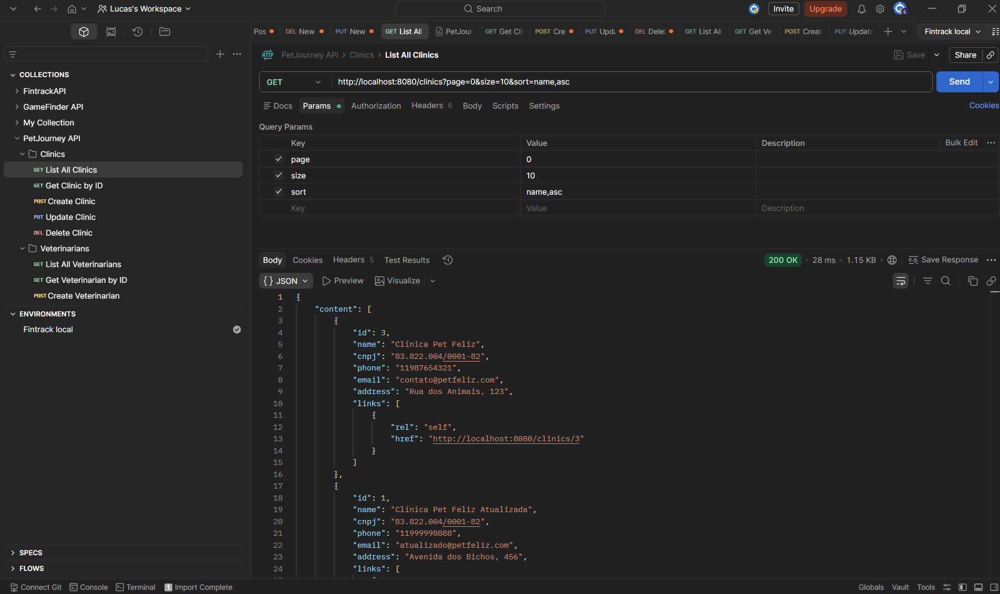 Lucas's Workspace
Search
Invite
Upgrade
Pos
DEL New
PUT New
GET List All
PetJour
GET Get Cli
POST Cre
PUT Upda
DEL Delet
GET List All
GET Get Ve
POST Creat
PUT Update
Fintrack local
HTTP
PetJourney API > Clinics > List All Clinics
Save
Share
COLLECTIONS
FintrackAPI
GameFinder API
My Collection
PetJourney API
Clinics
GET List All Clinics
GET Get Clinic by ID
POST Create Clinic
PUT Update Clinic
DEL Delete Clinic
Veterinarians
GET List All Veterinarians
GET Get Veterinarian by ID
POST Create Veterinarian
ENVIRONMENTS
Fintrack local
SPECS
FLOWS
GET
http://localhost:8080/clinics?page=0&size=10&sort=name,asc
Send
Docs
Params
Authorization
Headers 6
Body
Scripts
Settings
Cookies
Query Params
Key Value Description Bulk Edit
page 0
size 10
sort name,asc
Key Value Description
Body
Cookies
Headers 5
Test Results
200 OK
28 ms
1.15 KB
e.g. Save Response
{} JSON
Preview
Visualize
1 {
2 "content": [
3 {
4 "id": 3,
5 "name": "Clínica Pet Feliz",
6 "cnpj": "83.822.004/0001-82",
7 "phone": "11987654321",
8 "email": "contato@petfeliz.com",
9 "address": "Rua dos Animais, 123",
10 "links": [
11 {
12 "rel": "self",
13 "href": "http://localhost:8080/clinics/3"
14 }
15 ]
16 },
17 {
18 "id": 1,
19 "name": "Clínica Pet Feliz Atualizada",
20 "cnpj": "83.822.004/0001-82",
21 "phone": "11999998888",
22 "email": "atualizado@petfeliz.com",
23 "address": "Avenida dos Bichos, 456",
24 "links": [
Connect Git
Console
Terminal
1 Import Complete
Globals
Vault
Tools